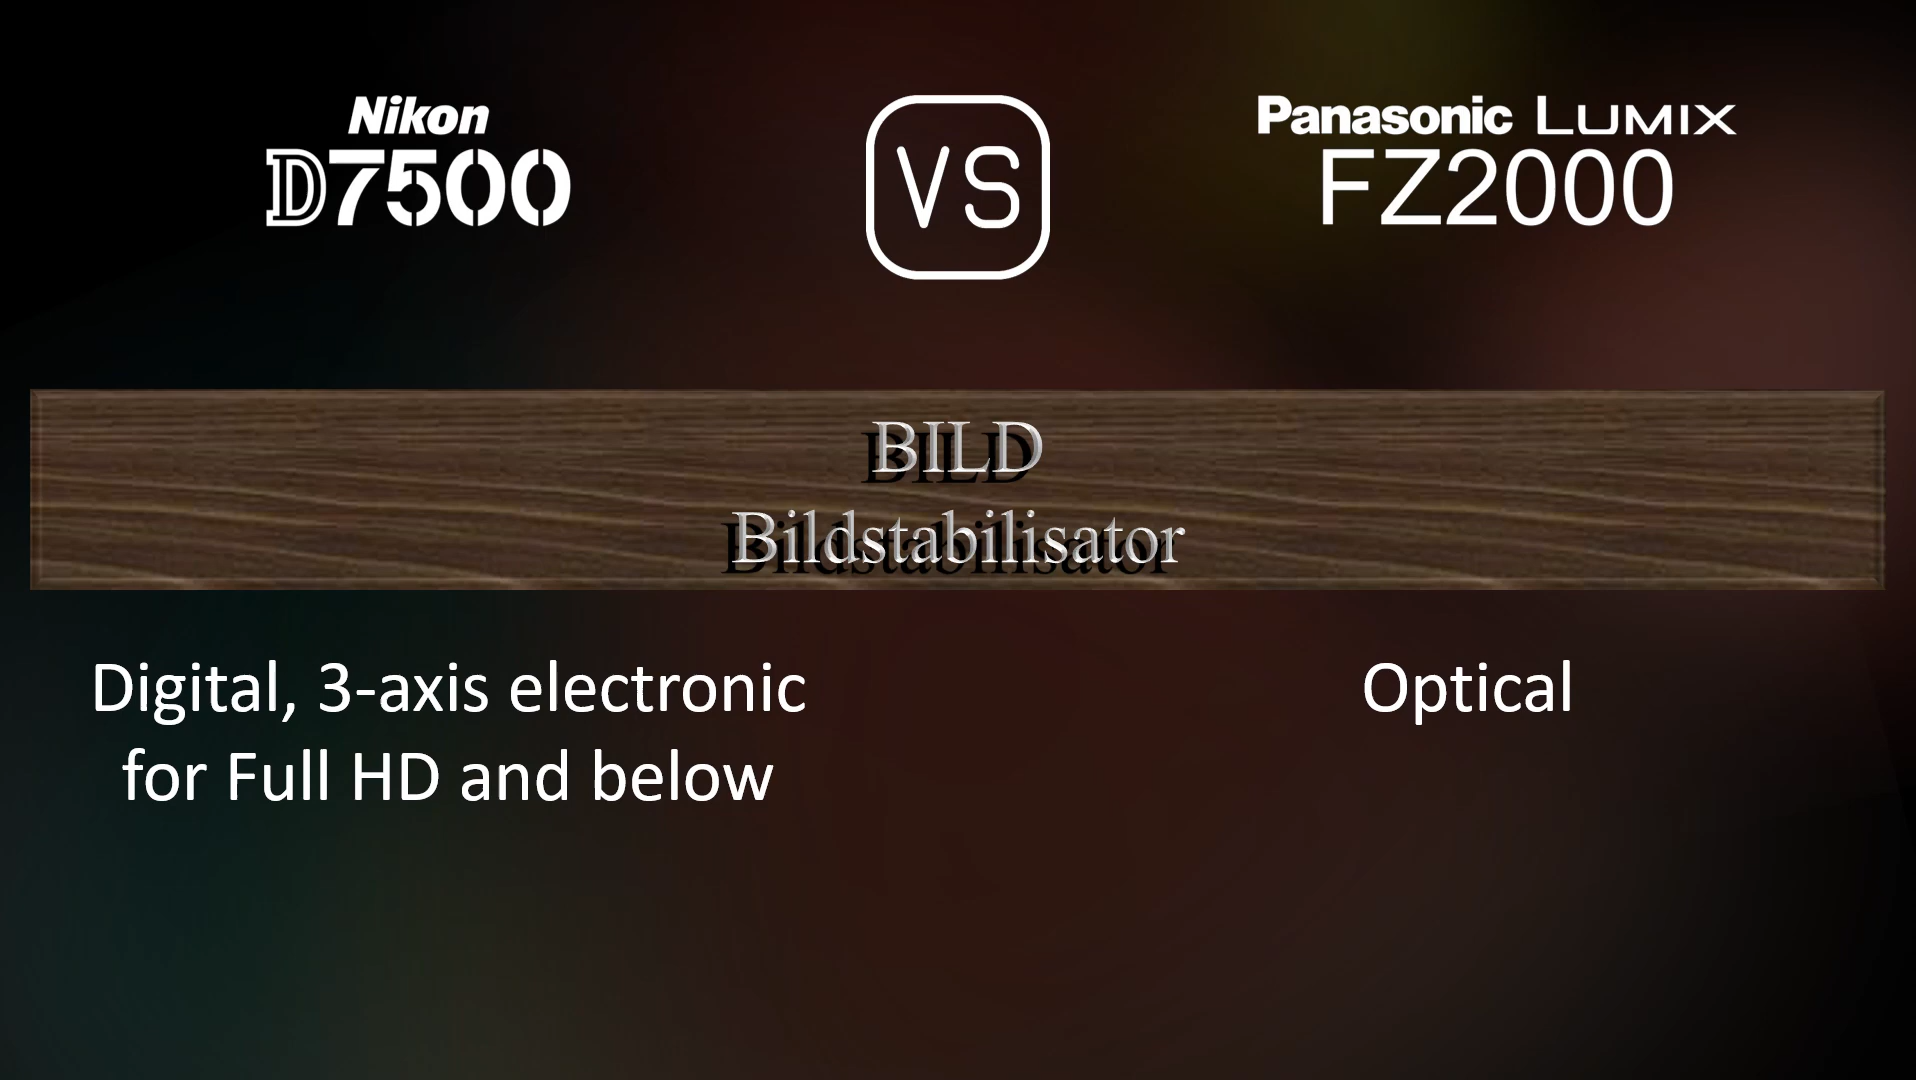 Nikon
D7500
VS
Panasonic LUMIX
FZ2000
BILD
Bildstabilisator
Digital, 3-axis electronic
for Full HD and below
Optical